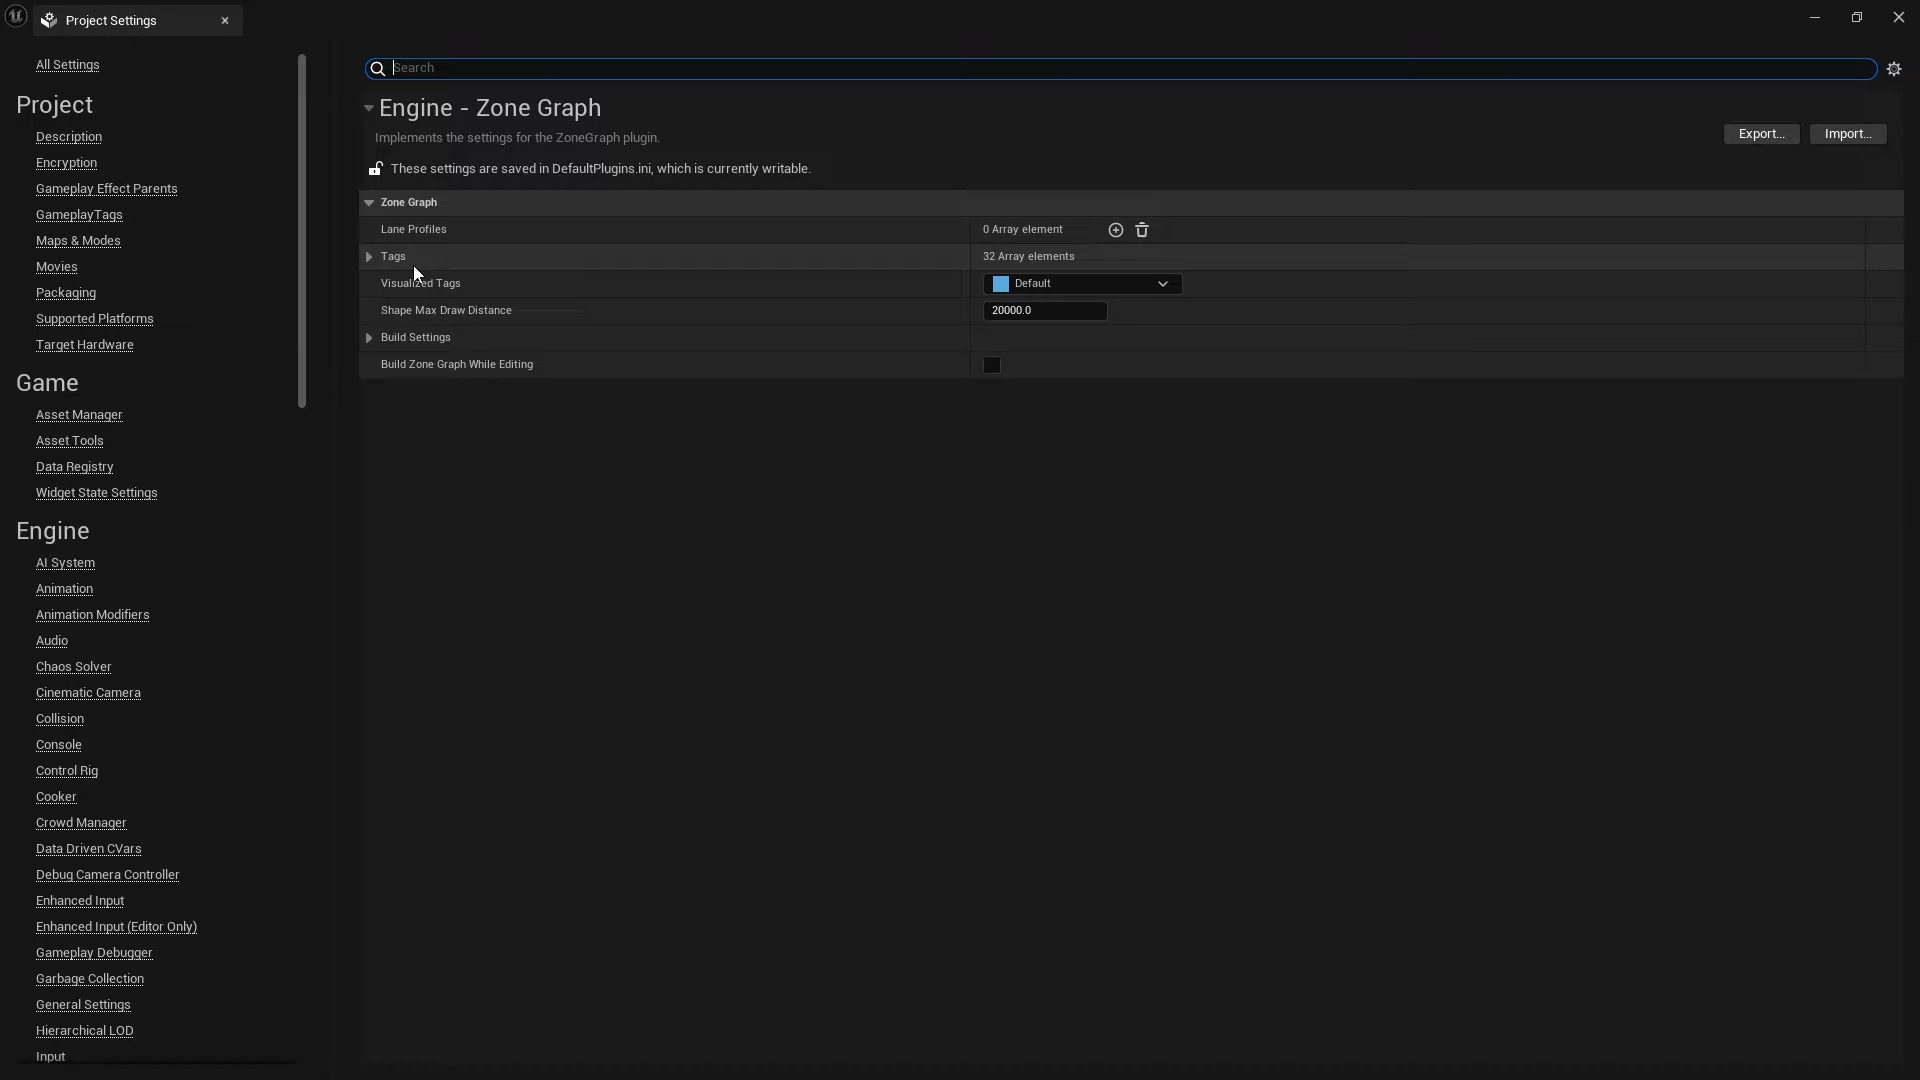 Project Settings
All Settings
Project
Description
Encryption
Gameplay Effect Parents
GameplayTags
Maps & Modes
Movies
Packaging
Supported Platforms
Target Hardware
Game
Asset Manager
Asset Tools
Data Registry
Widget State Settings
Engine
AI System
Animation
Animation Modifiers
Audio
Chaos Solver
Cinematic Camera
Collision
Console
Control Rig
Cooker
Crowd Manager
Data Driven CVars
Debug Camera Controller
Enhanced Input
Enhanced Input (Editor Only)
Gameplay Debugger
Garbage Collection
General Settings
Hierarchical LOD
Input
Search
Engine - Zone Graph
Implements the settings for the ZoneGraph plugin.
Export...
Import...
These settings are saved in DefaultPlugins.ini, which is currently writable.
Zone Graph
Lane Profiles
0 Array element
Tags
32 Array elements
Visualized Tags
Default
Shape Max Draw Distance
20000.0
Build Settings
Build Zone Graph While Editing